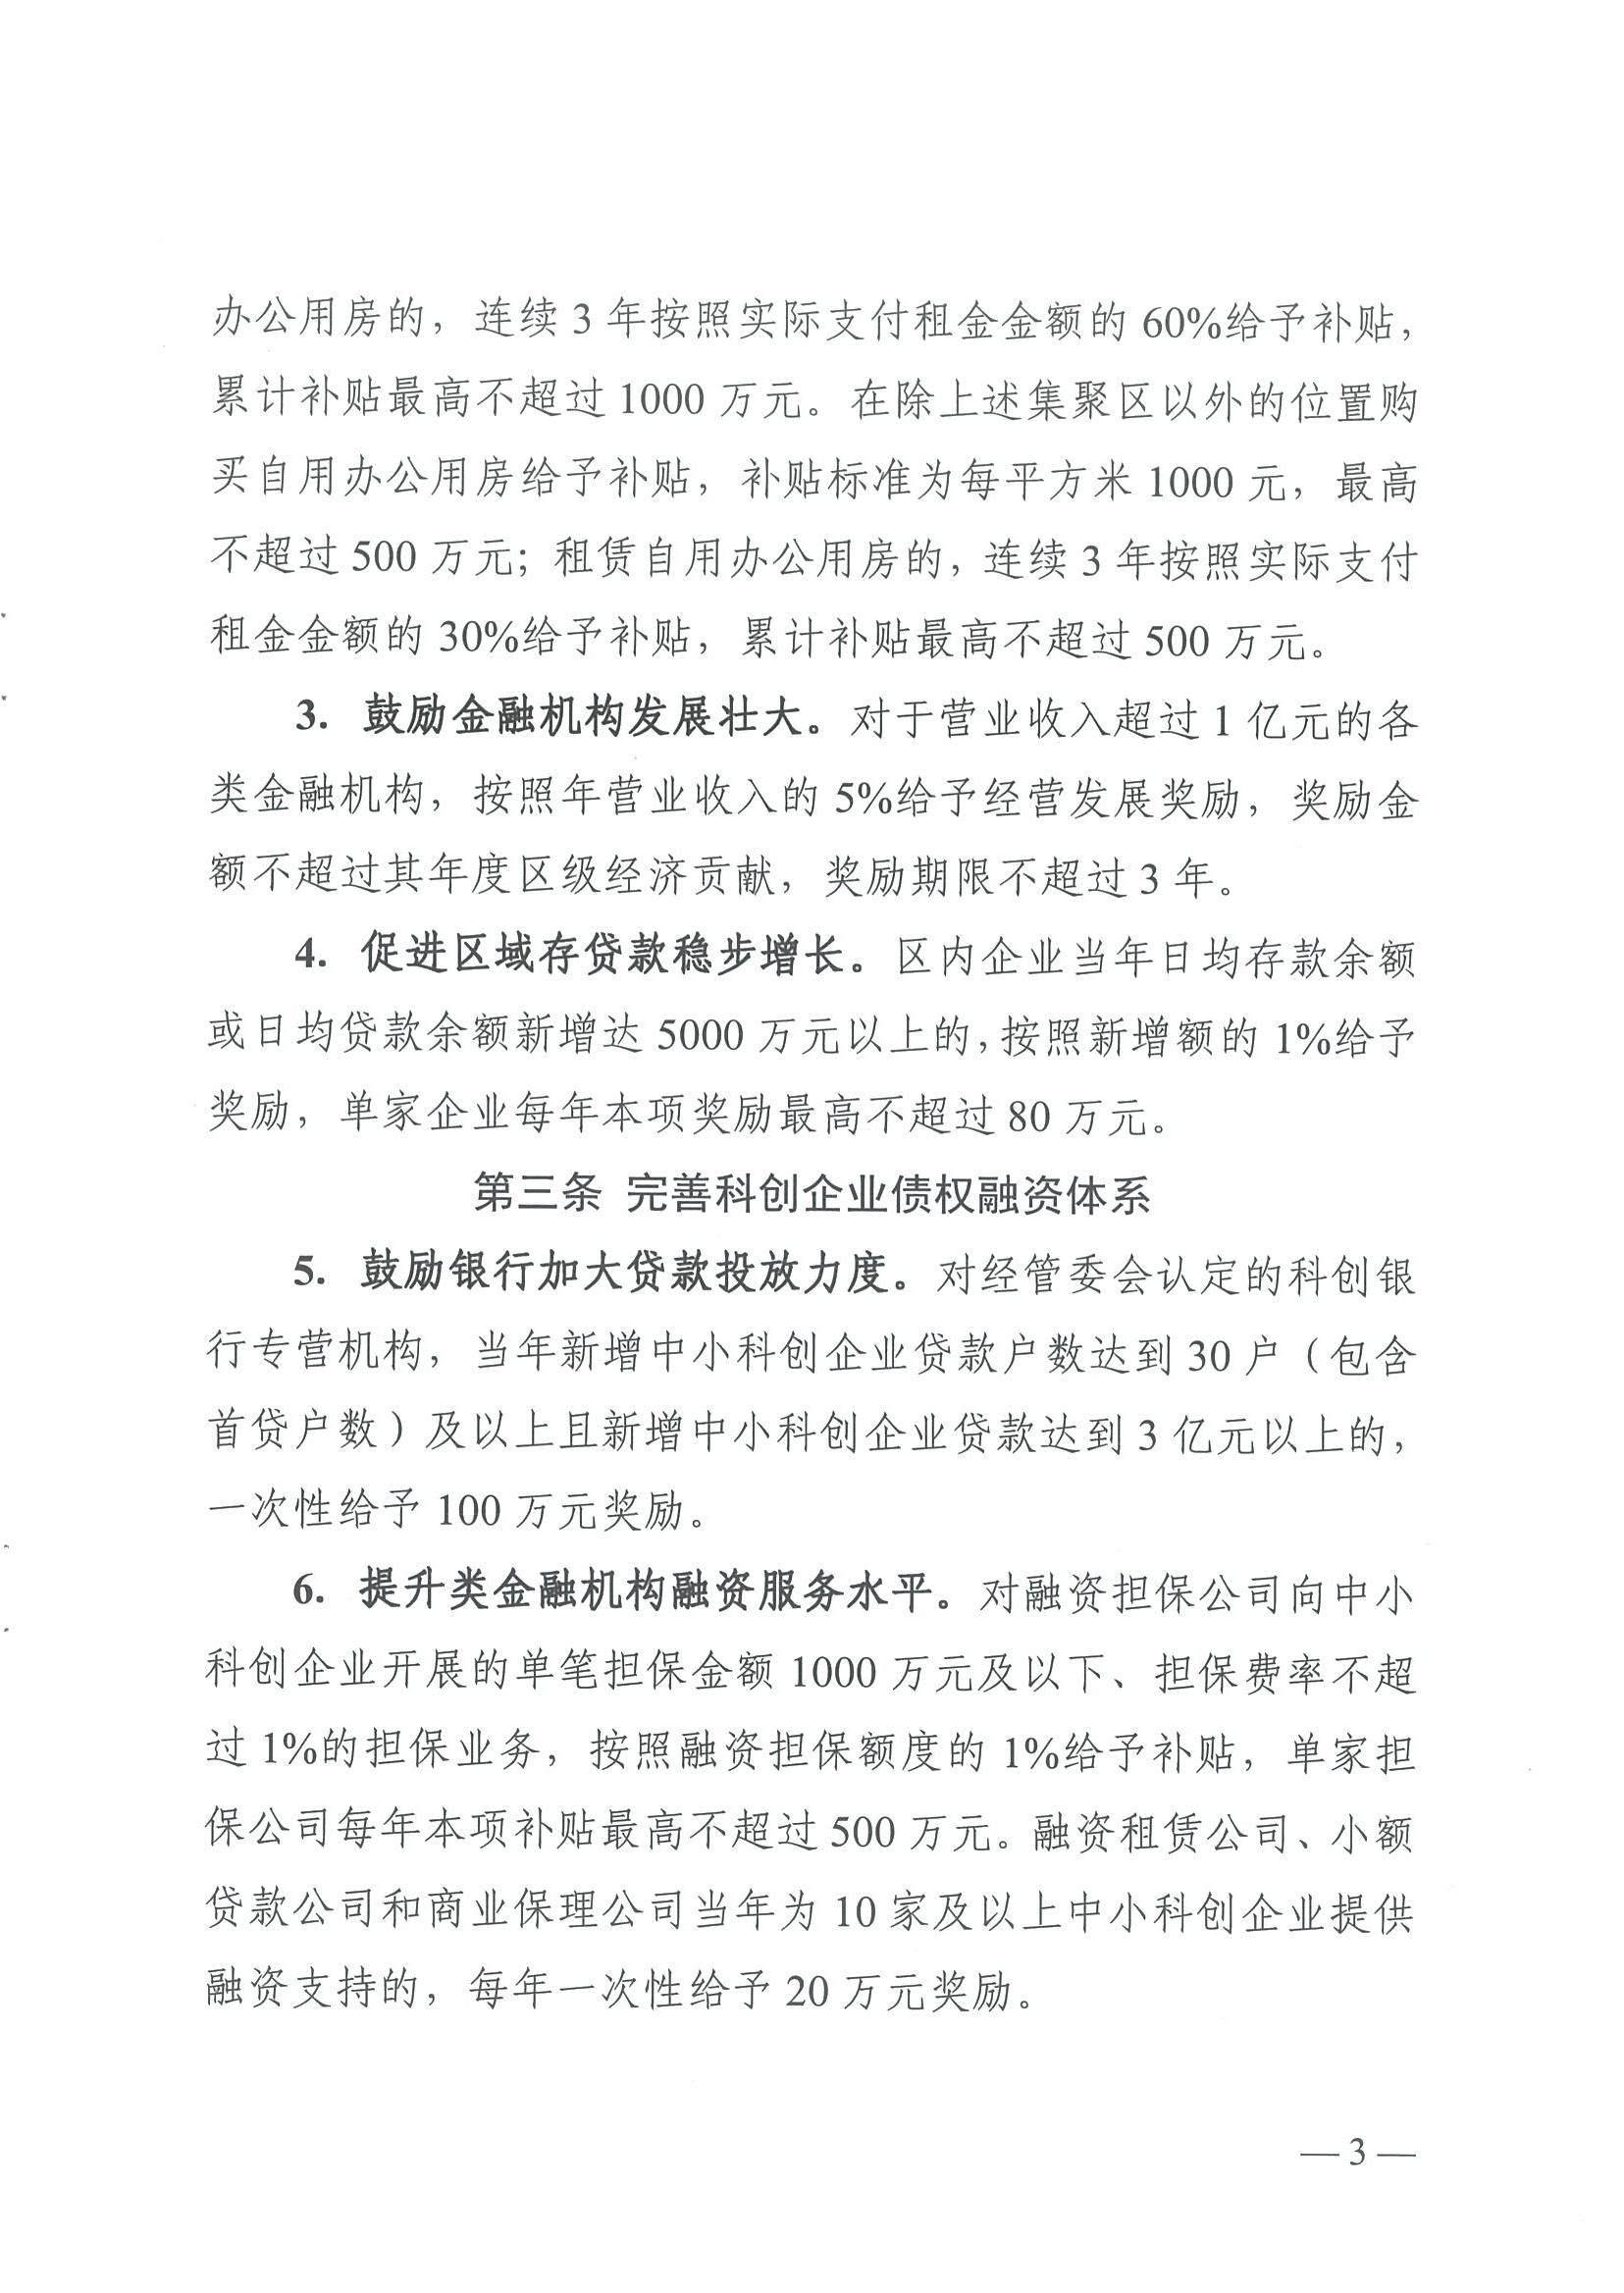 办公用房的，连续 3 年按照实际支付租金金额的 60%给予补贴，
累计补贴最高不超过 1000 万元。在除上述集聚区以外的位置购
买自用办公用房给予补贴，补贴标准为每平方米 1000 元，最高
不超过 500 万元；租赁自用办公用房的，连续 3 年按照实际支付
租金金额的 30%给予补贴，累计补贴最高不超过 500 万元。
3. 鼓励金融机构发展壮大。对于营业收入超过 1 亿元的各
类金融机构，按照年营业收入的 5%给予经营发展奖励，奖励金
额不超过其年度区级经济贡献，奖励期限不超过 3 年。
4. 促进区域存贷款稳步增长。区内企业当年日均存款余额
或日均贷款余额新增达 5000 万元以上的，按照新增额的 1%给予
奖励，单家企业每年本项奖励最高不超过 80 万元。
第三条 完善科创企业债权融资体系
5. 鼓励银行加大贷款投放力度。对经管委会认定的科创银
行专营机构，当年新增中小科创企业贷款户数达到 30 户（包含
首贷户数）及以上且新增中小科创企业贷款达到 3 亿元以上的，
一次性给予 100 万元奖励。
6. 提升类金融机构融资服务水平。对融资担保公司向中小
科创企业开展的单笔担保金额 1000 万元及以下、担保费率不超
过 1%的担保业务，按照融资担保额度的 1%给予补贴，单家担
保公司每年本项补贴最高不超过 500 万元。融资租赁公司、小额
贷款公司和商业保理公司当年为 10 家及以上中小科创企业提供
融资支持的，每年一次性给予 20 万元奖励。
— 3 —